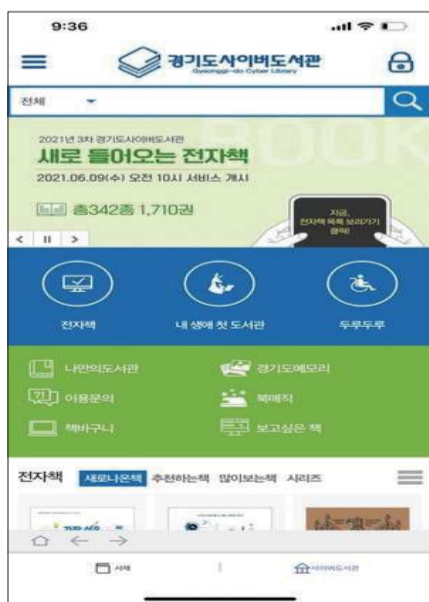 9:36
경기도사이버도서관
Gyeonggi-do Cyber Library
전체
BOOK
2021년 3차 경기도사이버도서관
새로 들어오는 전자책
2021.06.09(수) 오전 10시 서비스 개시
총342종 1,710권
지금,
전자책 목록 보러가기
클릭!
전자책 내 생애 첫 도서관 두루두루
나만의도서관 경기도메모리
이용문의 북매직
책바구니 보고싶은 책
전자책 새로나온책 추천하는책 많이보는책 시리즈
서재 사이버도서관